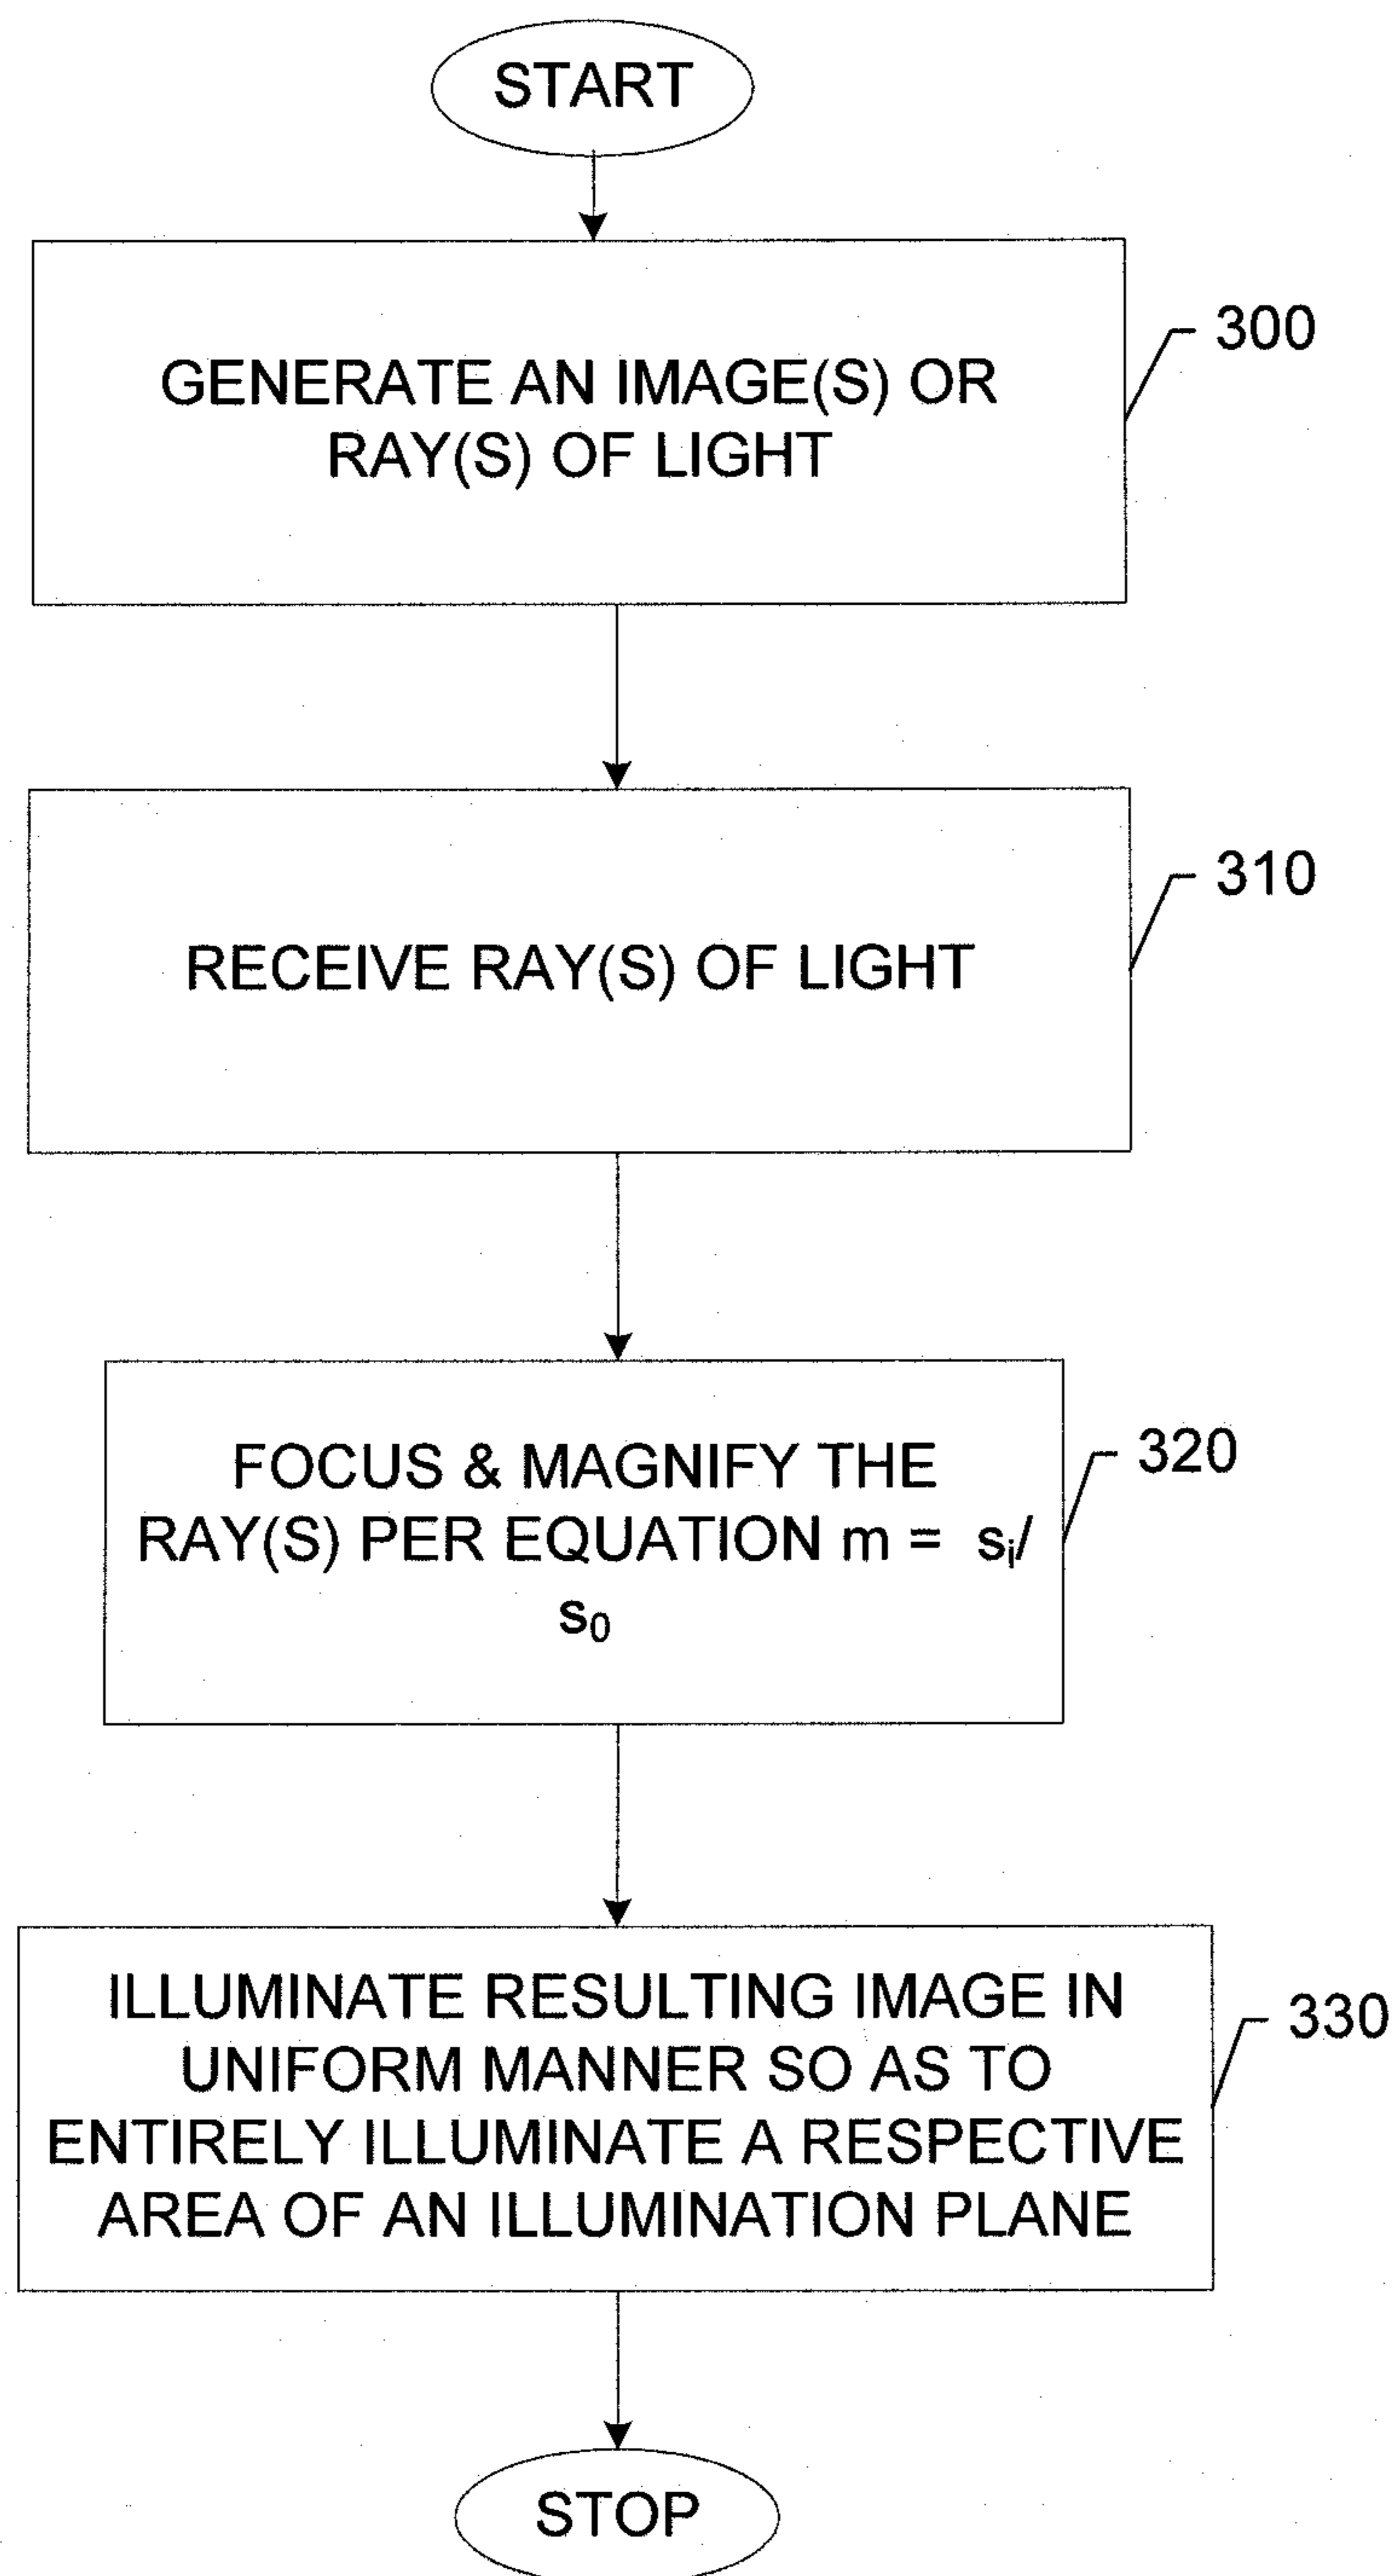 START
GENERATE AN IMAGE(S) OR
RAY(S) OF LIGHT
300
RECEIVE RAY(S) OF LIGHT
310
FOCUS & MAGNIFY THE
RAY(S) PER EQUATION m = sᵢ/
s₀
320
ILLUMINATE RESULTING IMAGE IN
UNIFORM MANNER SO AS TO
ENTIRELY ILLUMINATE A RESPECTIVE
AREA OF AN ILLUMINATION PLANE
330
STOP